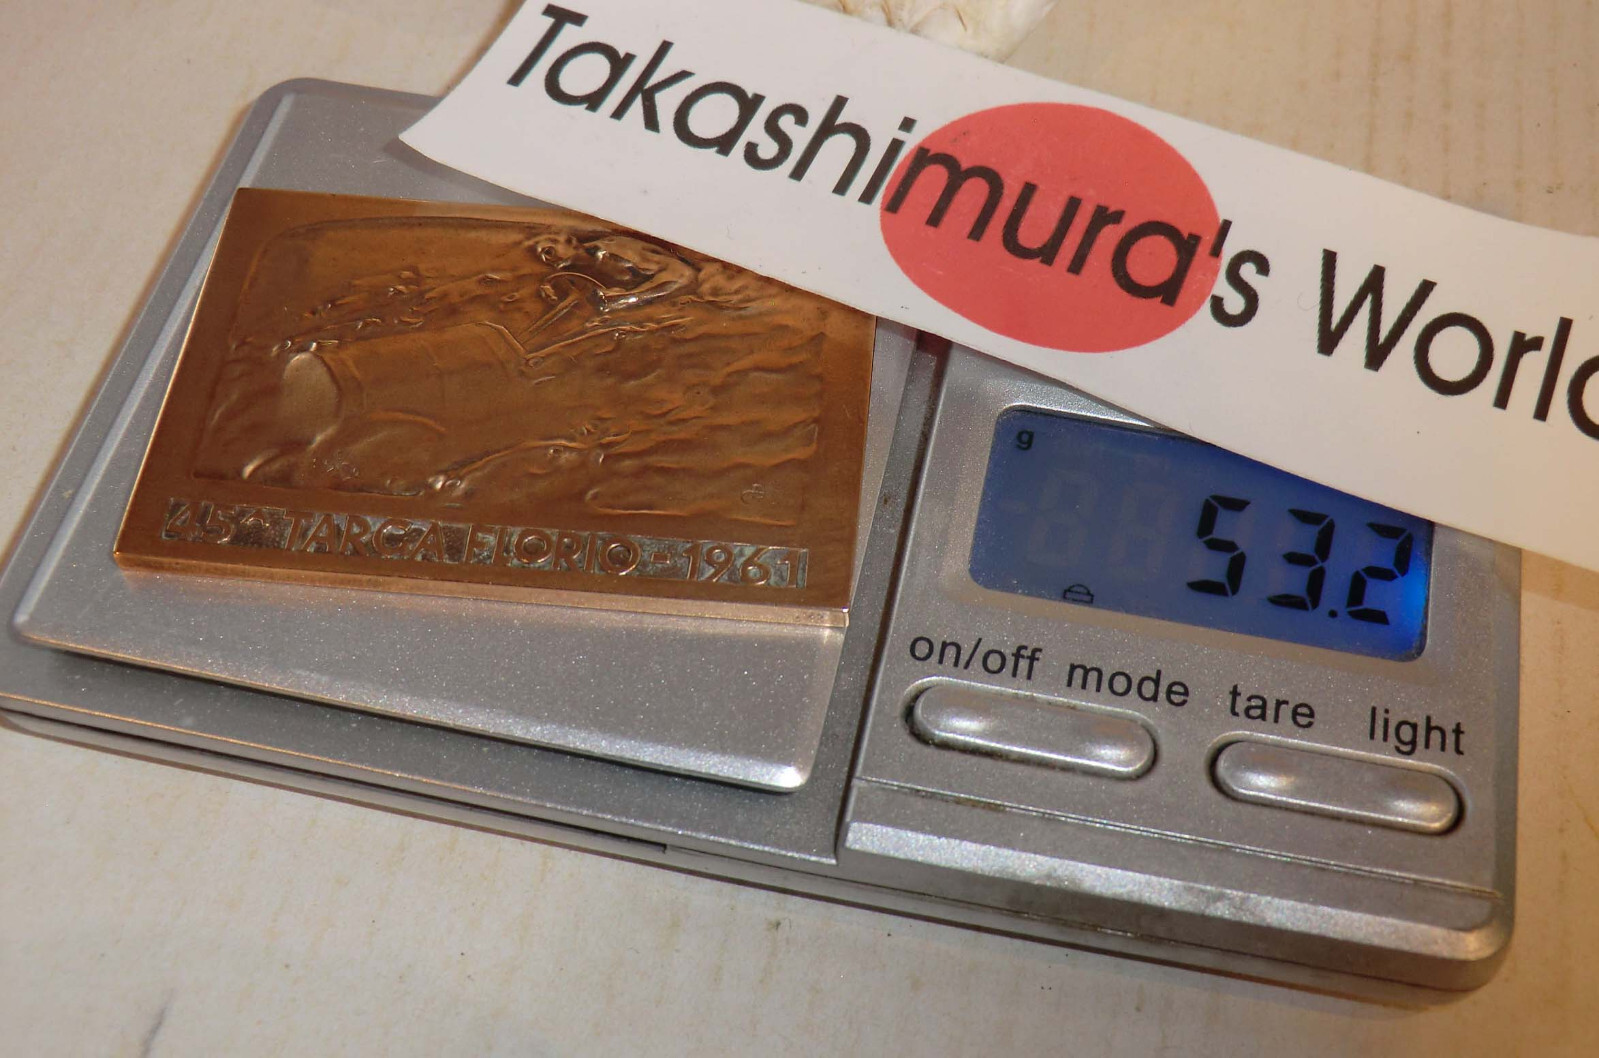 Takashimura's World
g
53.2
45ª TARGA FLORIO - 1961
on/off mode tare light